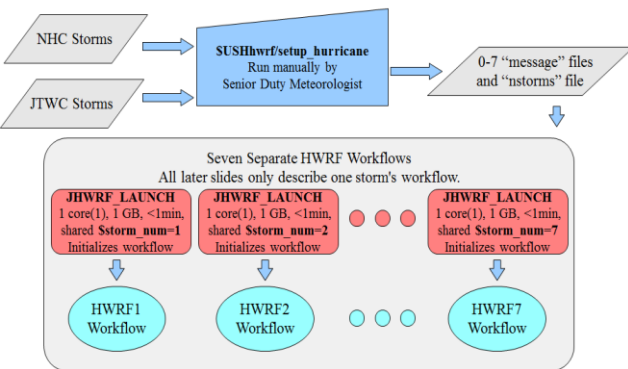 NHC Storms
JTWC Storms
$USHhwrf/setup_hurricane
Run manually by
Senior Duty Meteorologist
0-7 “message” files
and “nstorms” file
Seven Separate HWRF Workflows
All later slides only describe one storm's workflow.
JHWRF_LAUNCH
1 core(1), 1 GB, <1min,
shared $storm_num=1
Initializes workflow
JHWRF_LAUNCH
1 core(1), 1 GB, <1min,
shared $storm_num=2
Initializes workflow
JHWRF_LAUNCH
1 core(1), 1 GB, <1min,
shared $storm_num=7
Initializes workflow
HWRF1
Workflow
HWRF2
Workflow
HWRF7
Workflow